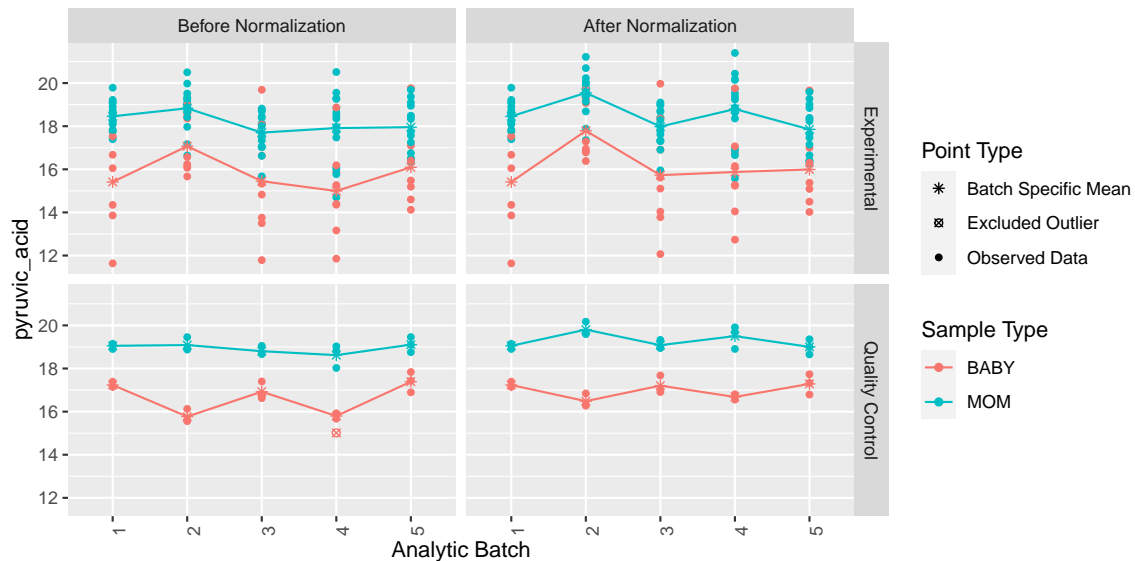 Before Normalization
After Normalization
20
18
16
14
12
Experimental
20
18
16
14
12
Quality Control
pyruvic_acid
1
2
3
4
5
1
2
3
4
5
Analytic Batch
Point Type
Batch Specific Mean
Excluded Outlier
Observed Data
Sample Type
BABY
MOM